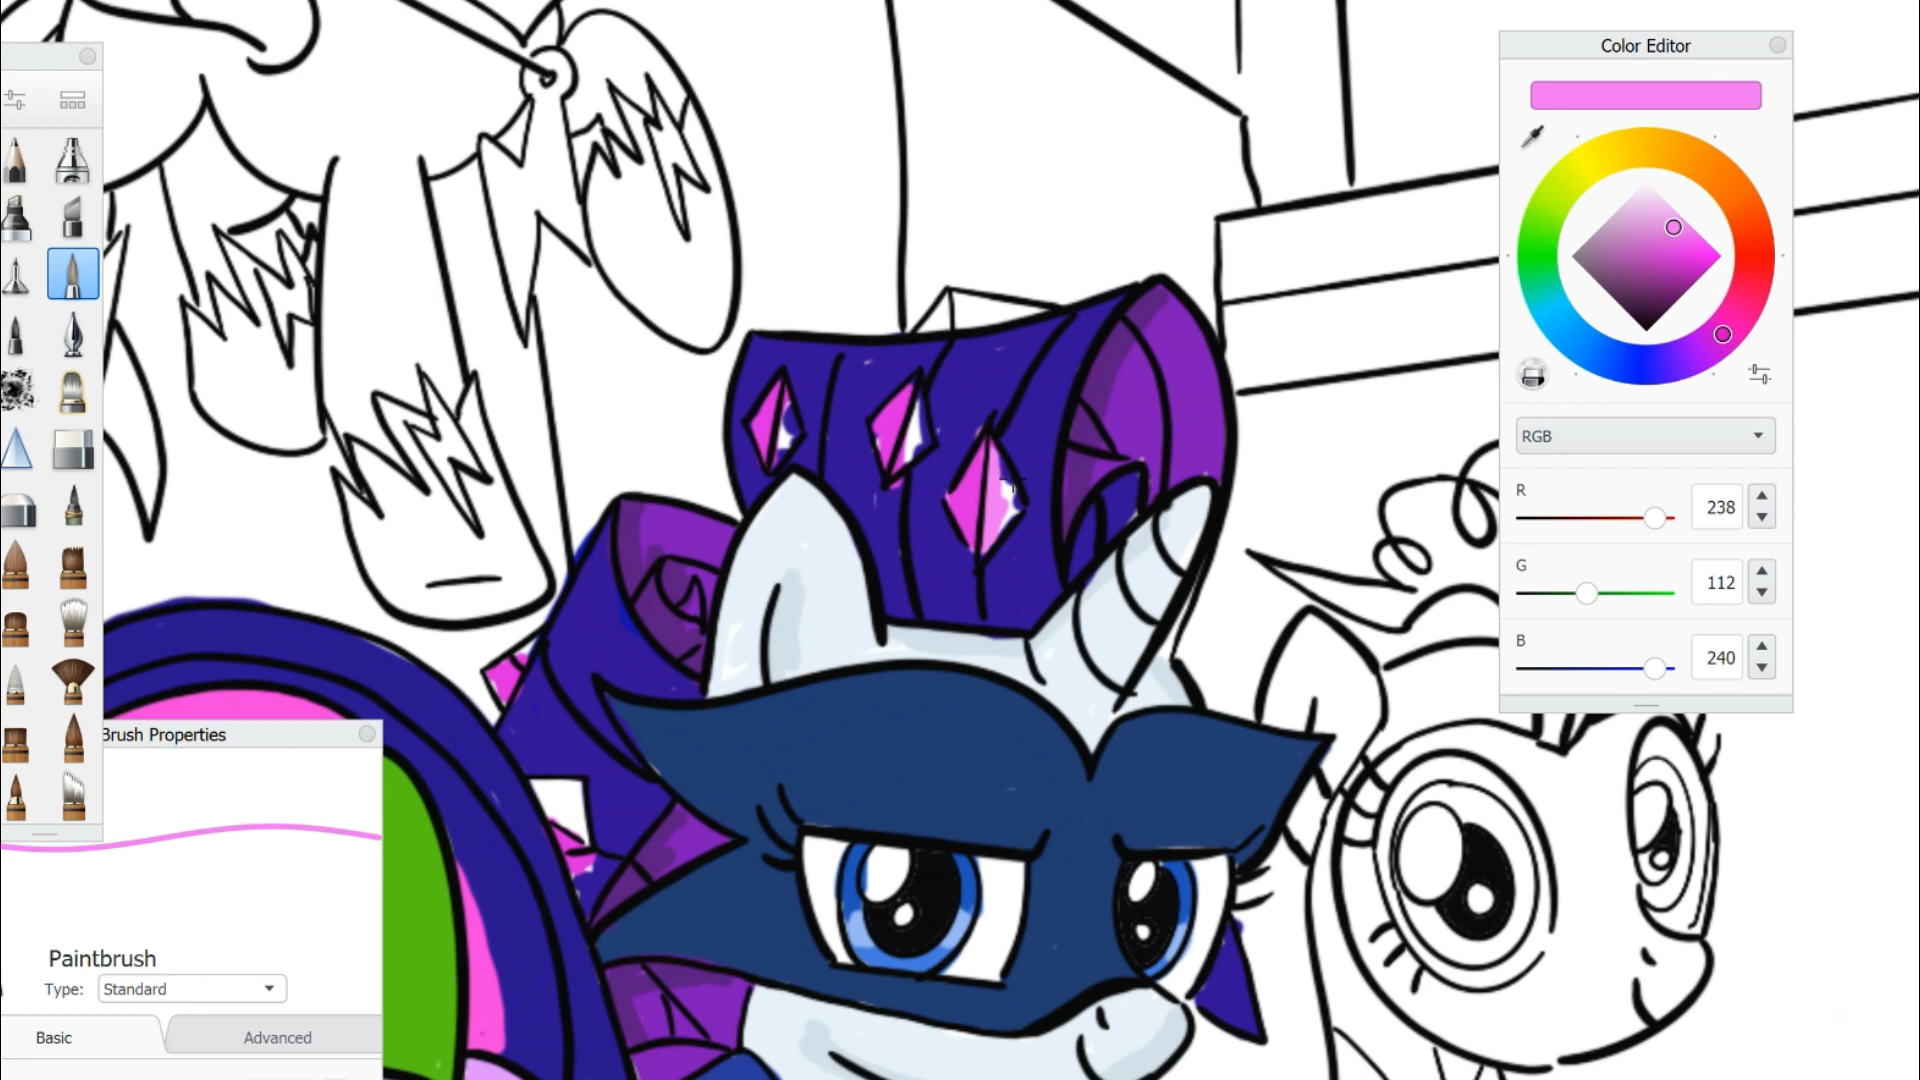 Color Editor
RGB
R
238
G
112
B
240
Brush Properties
Paintbrush
Type: Standard
Basic Advanced